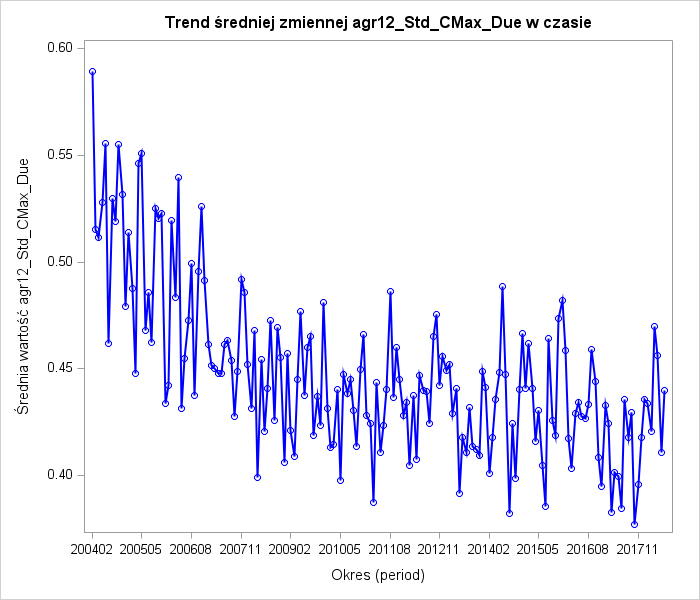 Trend średniej zmiennej agr12_Std_CMax_Due w czasie
Średnia wartość agr12_Std_CMax_Due
0.60
0.55
0.50
0.45
0.40
200402 200505 200608 200711 200902 201005 201108 201211 201402 201505 201608 201711
Okres (period)